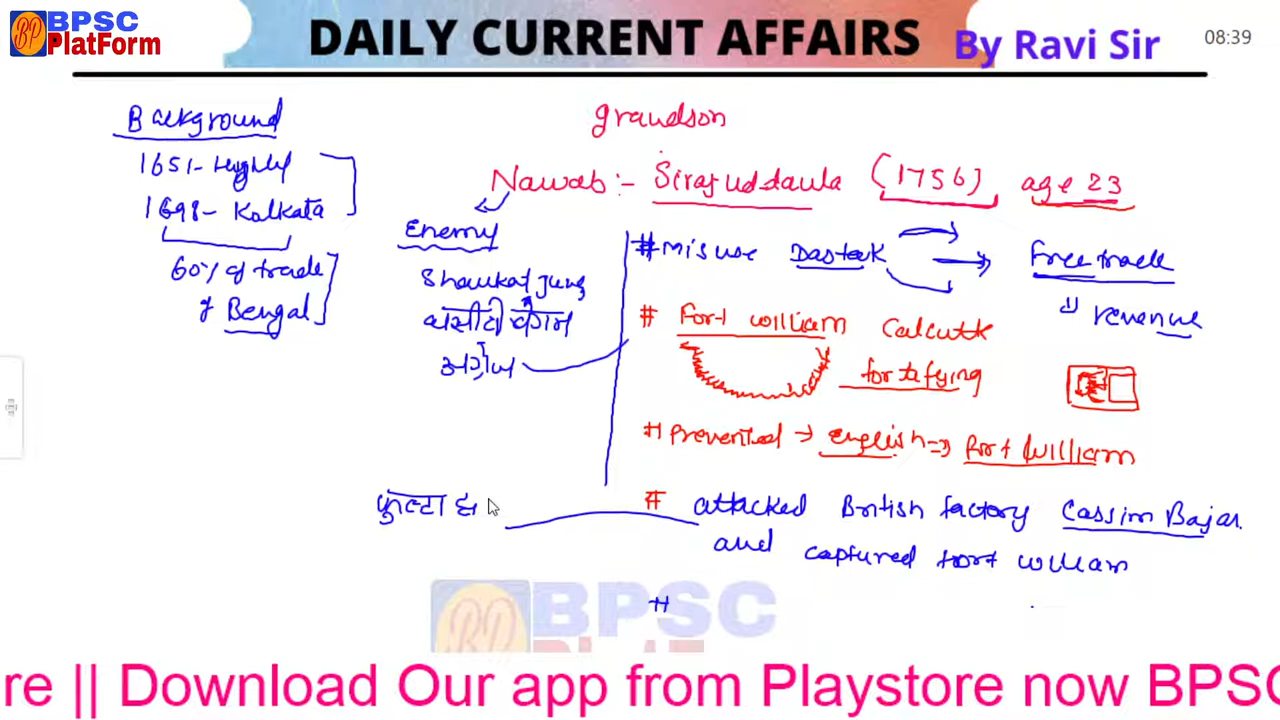 BPSC
PlatForm
DAILY CURRENT AFFAIRS
By Ravi Sir
08:39
Background
1651- Hughly
1698- Kolkata
60% of trade
of Bengal
grandson
Nawab:- Sirajuddaula (1756) age 23
Enemy
Shaukat Jung
घसीटी बेगम
#Misuse Dastak → Free trade
↓ revenue
# Fort william Calcutta
fortifying
# Prevented → English → Fort William
# attacked British factory Cassim Bajar
and captured Fort william
फुल्टा
#
BPSC
re || Download Our app from Playstore now BPSC